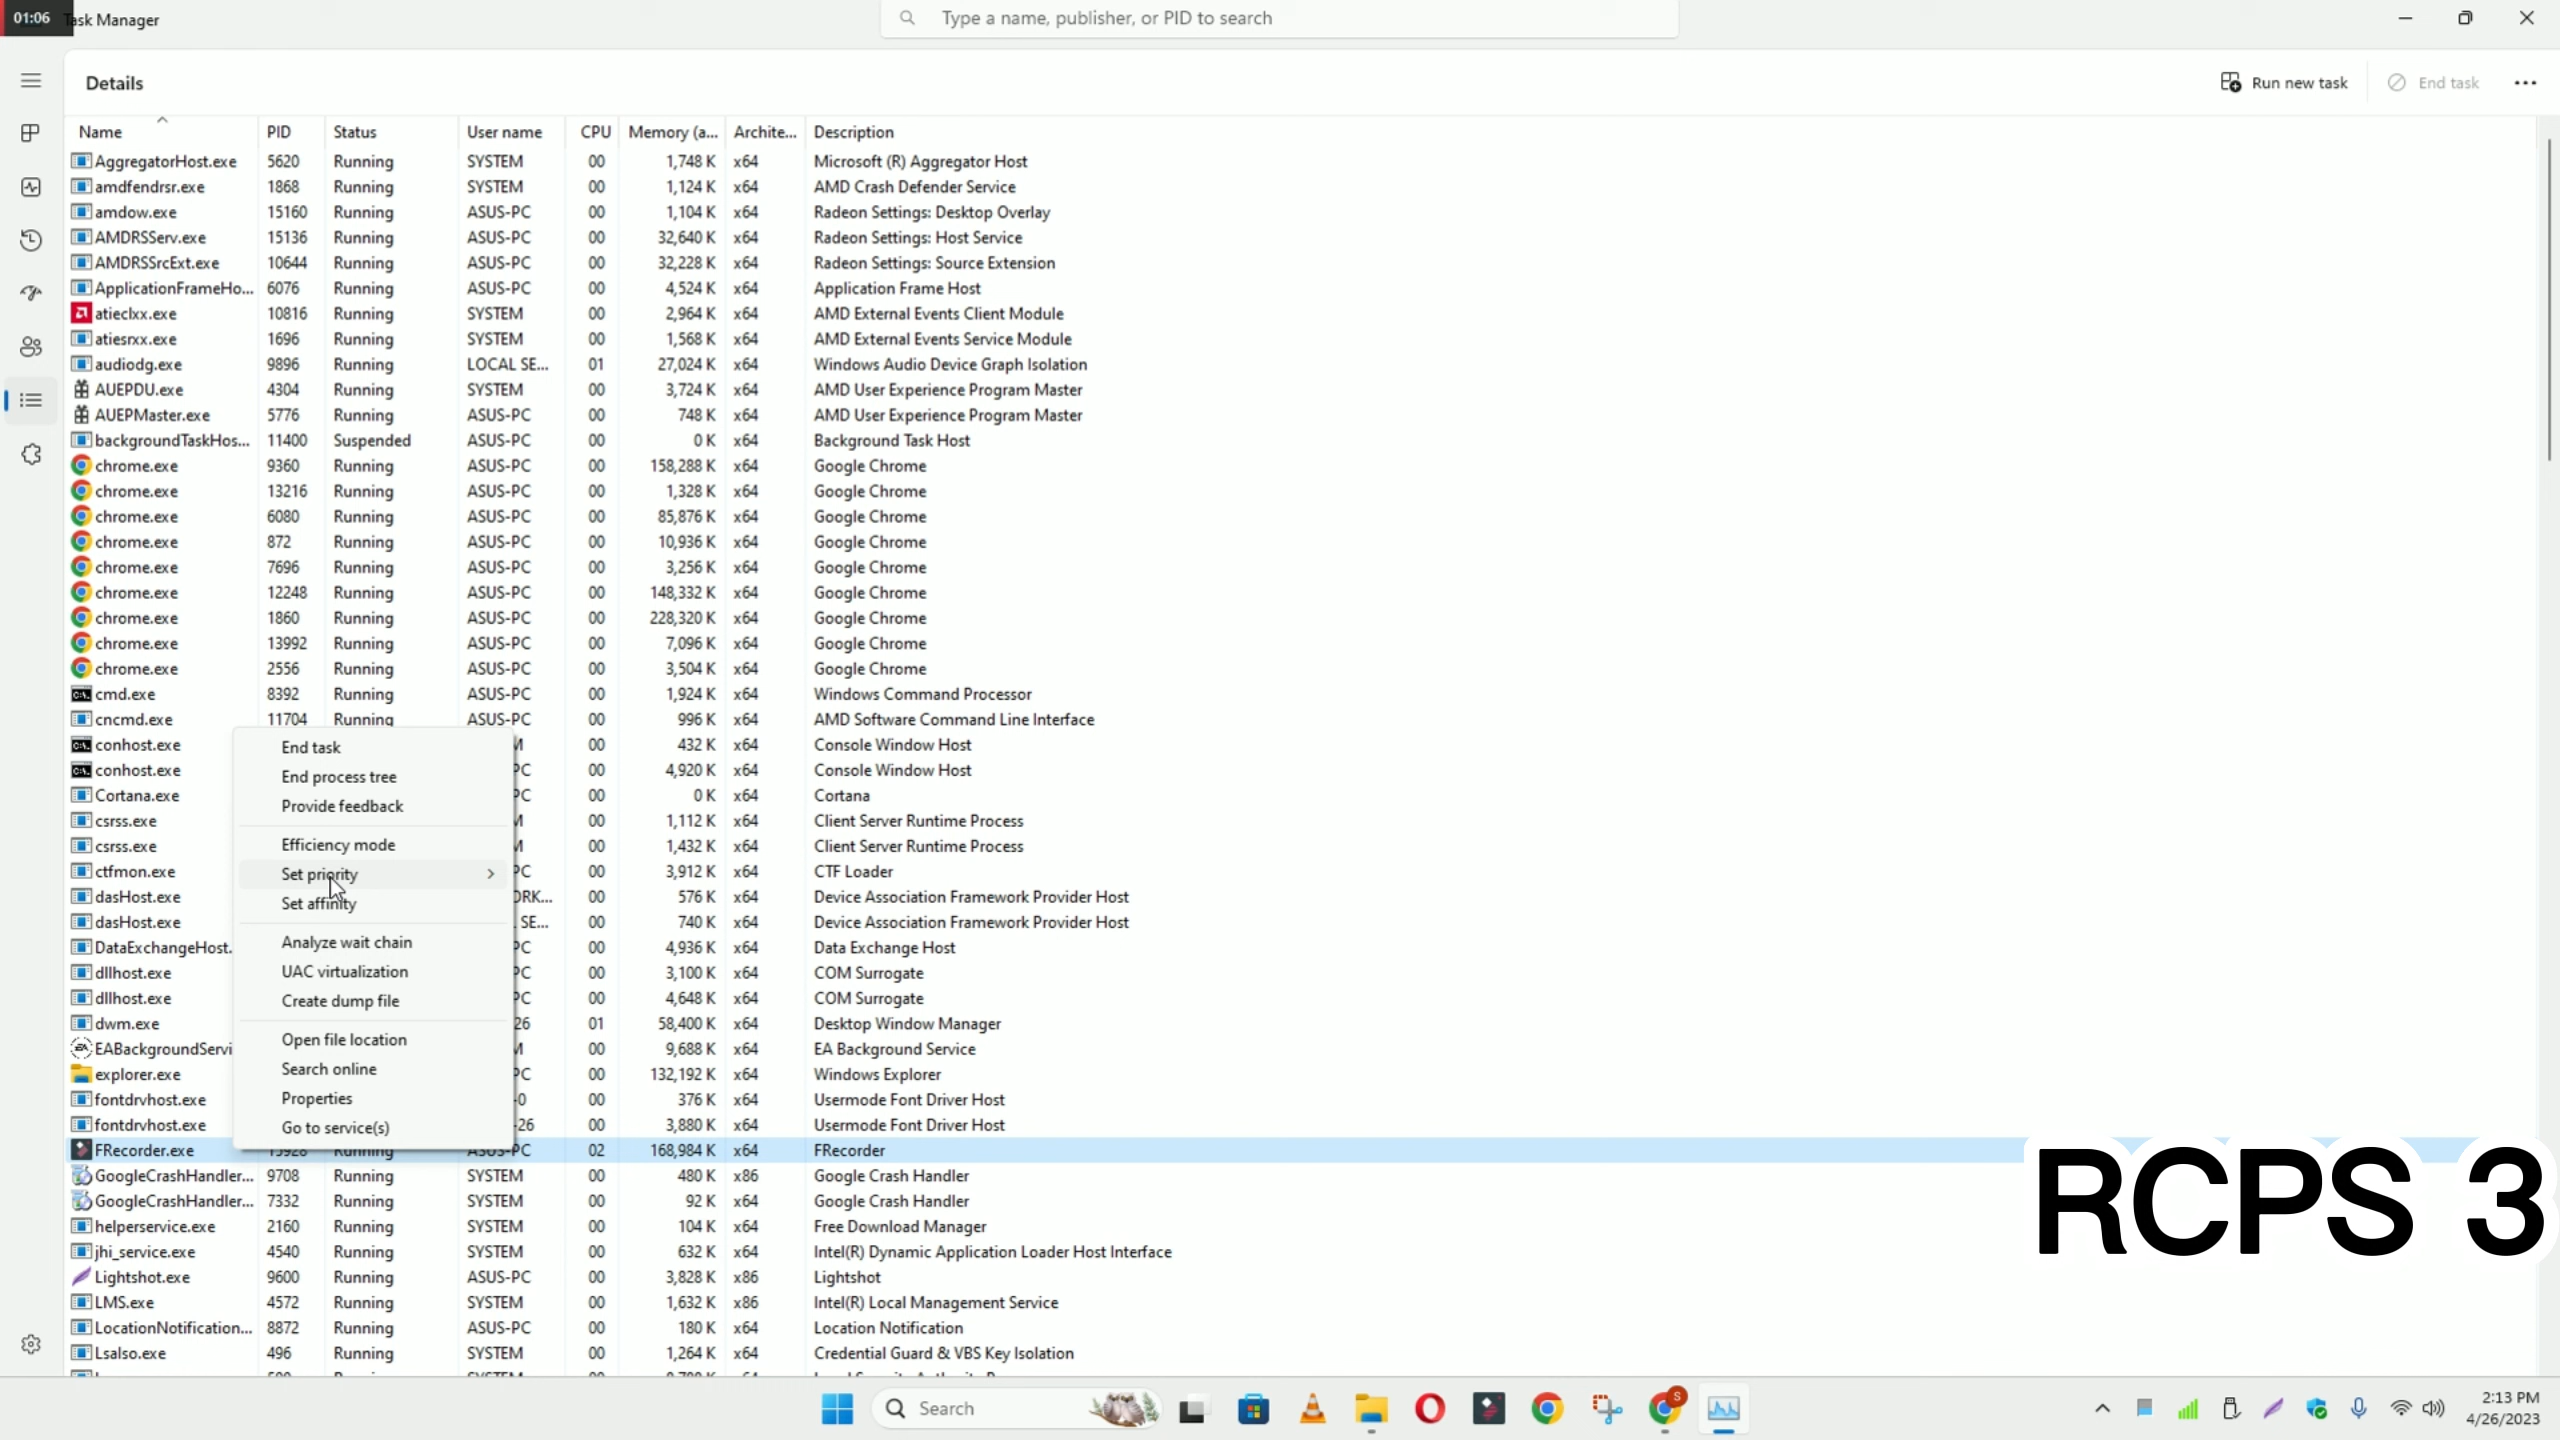 01:06
Task Manager
Type a name, publisher, or PID to search
Details
Run new task
End task
Name PID Status User name CPU Memory (a... Archite... Description
AggregatorHost.exe 5620 Running SYSTEM 00 1,748 K x64 Microsoft (R) Aggregator Host
amdfendrsr.exe 1868 Running SYSTEM 00 1,124 K x64 AMD Crash Defender Service
amdow.exe 15160 Running ASUS-PC 00 1,104 K x64 Radeon Settings: Desktop Overlay
AMDRSServ.exe 15136 Running ASUS-PC 00 32,640 K x64 Radeon Settings: Host Service
AMDRSSrcExt.exe 10644 Running ASUS-PC 00 32,228 K x64 Radeon Settings: Source Extension
ApplicationFrameHo... 6076 Running ASUS-PC 00 4,524 K x64 Application Frame Host
atieclxx.exe 10816 Running SYSTEM 00 2,964 K x64 AMD External Events Client Module
atiesrxx.exe 1696 Running SYSTEM 00 1,568 K x64 AMD External Events Service Module
audiodg.exe 9896 Running LOCAL SE... 01 27,024 K x64 Windows Audio Device Graph Isolation
AUEPDU.exe 4304 Running SYSTEM 00 3,724 K x64 AMD User Experience Program Master
AUEPMaster.exe 5776 Running ASUS-PC 00 748 K x64 AMD User Experience Program Master
backgroundTaskHos... 11400 Suspended ASUS-PC 00 0 K x64 Background Task Host
chrome.exe 9360 Running ASUS-PC 00 158,288 K x64 Google Chrome
chrome.exe 13216 Running ASUS-PC 00 1,328 K x64 Google Chrome
chrome.exe 6080 Running ASUS-PC 00 85,876 K x64 Google Chrome
chrome.exe 872 Running ASUS-PC 00 10,936 K x64 Google Chrome
chrome.exe 7696 Running ASUS-PC 00 3,256 K x64 Google Chrome
chrome.exe 12248 Running ASUS-PC 00 148,332 K x64 Google Chrome
chrome.exe 1860 Running ASUS-PC 00 228,320 K x64 Google Chrome
chrome.exe 13992 Running ASUS-PC 00 7,096 K x64 Google Chrome
chrome.exe 2556 Running ASUS-PC 00 3,504 K x64 Google Chrome
cmd.exe 8392 Running ASUS-PC 00 1,924 K x64 Windows Command Processor
cncmd.exe 11704 Running ASUS-PC 00 996 K x64 AMD Software Command Line Interface
conhost.exe M 00 432 K x64 Console Window Host
conhost.exe PC 00 4,920 K x64 Console Window Host
Cortana.exe PC 00 0 K x64 Cortana
csrss.exe M 00 1,112 K x64 Client Server Runtime Process
csrss.exe M 00 1,432 K x64 Client Server Runtime Process
ctfmon.exe PC 00 3,912 K x64 CTF Loader
dasHost.exe ORK... 00 576 K x64 Device Association Framework Provider Host
dasHost.exe SE... 00 740 K x64 Device Association Framework Provider Host
DataExchangeHost. PC 00 4,936 K x64 Data Exchange Host
dllhost.exe PC 00 3,100 K x64 COM Surrogate
dllhost.exe PC 00 4,648 K x64 COM Surrogate
dwm.exe 26 01 58,400 K x64 Desktop Window Manager
EABackgroundServi M 00 9,688 K x64 EA Background Service
explorer.exe PC 00 132,192 K x64 Windows Explorer
fontdrvhost.exe -0 00 376 K x64 Usermode Font Driver Host
fontdrvhost.exe -26 00 3,880 K x64 Usermode Font Driver Host
FRecorder.exe 15928 Running ASUS-PC 02 168,984 K x64 FRecorder
GoogleCrashHandler... 9708 Running SYSTEM 00 480 K x86 Google Crash Handler
GoogleCrashHandler... 7332 Running SYSTEM 00 92 K x64 Google Crash Handler
helperservice.exe 2160 Running SYSTEM 00 104 K x64 Free Download Manager
jhi_service.exe 4540 Running SYSTEM 00 632 K x64 Intel(R) Dynamic Application Loader Host Interface
Lightshot.exe 9600 Running ASUS-PC 00 3,828 K x86 Lightshot
LMS.exe 4572 Running SYSTEM 00 1,632 K x86 Intel(R) Local Management Service
LocationNotification... 8872 Running ASUS-PC 00 180 K x64 Location Notification
Lsalso.exe 496 Running SYSTEM 00 1,264 K x64 Credential Guard & VBS Key Isolation
End task
End process tree
Provide feedback
Efficiency mode
Set priority
Set affinity
Analyze wait chain
UAC virtualization
Create dump file
Open file location
Search online
Properties
Go to service(s)
RCPS 3
Search
S
2:13 PM
4/26/2023